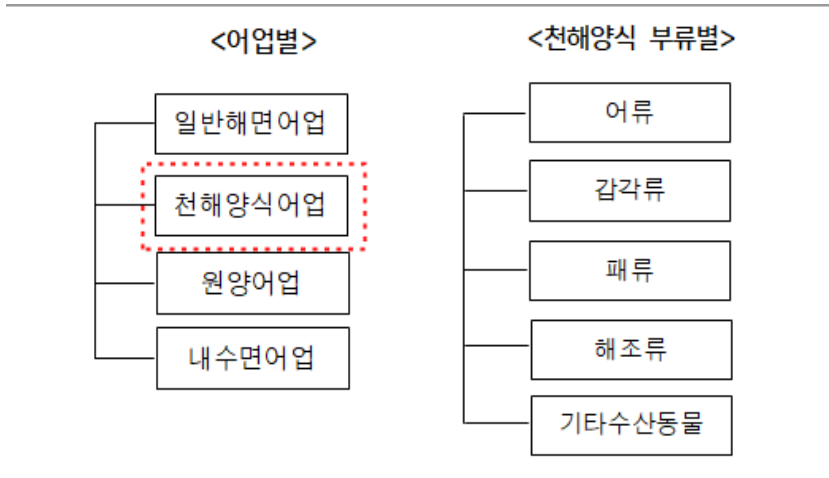 <어업별>
일반해면어업
천해양식어업
원양어업
내수면어업
<천해양식 부류별>
어류
갑각류
패류
해조류
기타수산동물